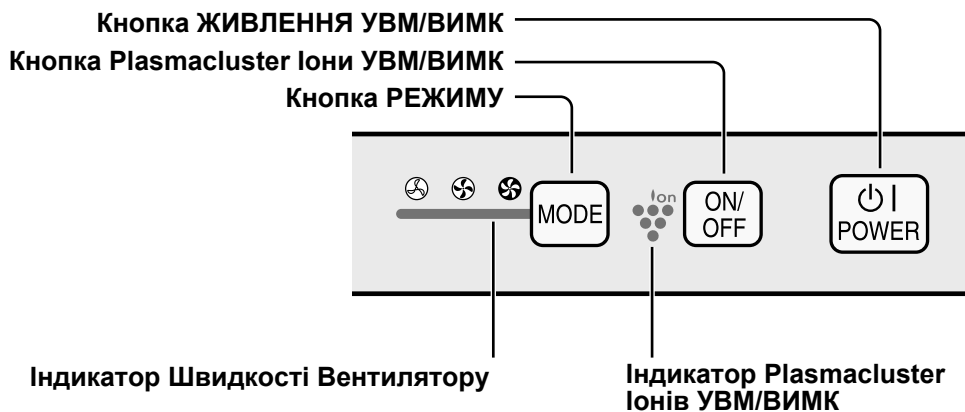 Кнопка ЖИВЛЕННЯ УВМ/ВИМК
Кнопка Plasmacluster Іони УВМ/ВИМК
Кнопка РЕЖИМУ
MODE
ion
ON/
OFF
POWER
Індикатор Швидкості Вентилятору
Індикатор Plasmacluster
Іонів УВМ/ВИМК